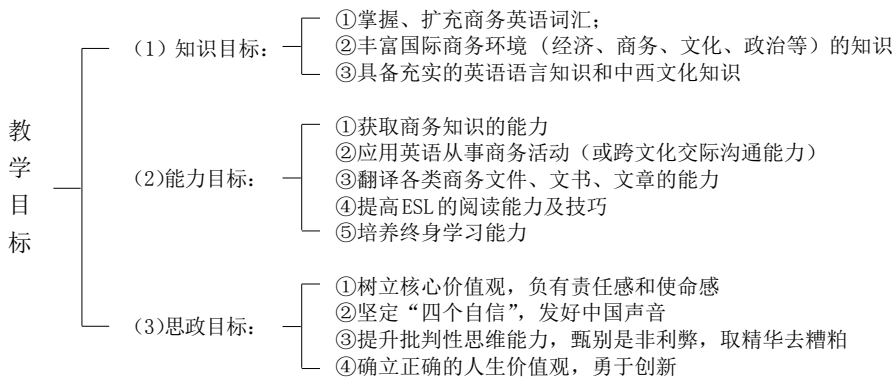 教学目标
(1) 知识目标:
①掌握、扩充商务英语词汇;
②丰富国际商务环境 (经济、商务、文化、政治等) 的知识
③具备充实的英语语言知识和中西文化知识
(2)能力目标:
①获取商务知识的能力
②应用英语从事商务活动 (或跨文化交际沟通能力)
③翻译各类商务文件、文书、文章的能力
④提高ESL的阅读能力及技巧
⑤培养终身学习能力
(3)思政目标:
①树立核心价值观, 负有责任感和使命感
②坚定“四个自信”, 发好中国声音
③提升批判性思维能力, 甄别是非利弊, 取精华去糟粕
④确立正确的人生价值观, 勇于创新